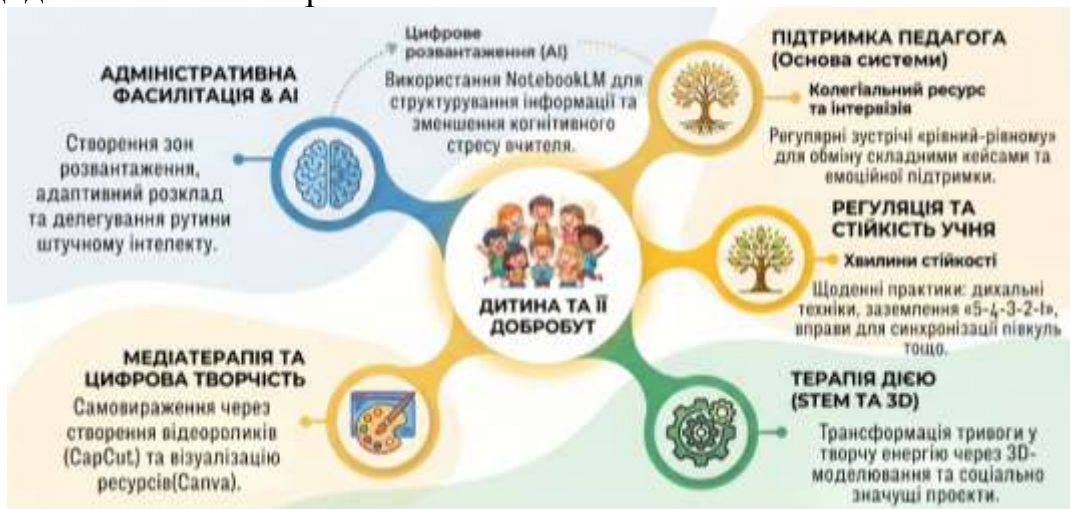 АДМІНІСТРАТИВНА
ФАСИЛІТАЦІЯ & AI
Створення зон
розвантаження,
адаптивний розклад
та делегування рутини
штучному інтелекту.
Цифрове
розвантаження (AI)
Використання NotebookLM для
структурування інформації та
зменшення когнітивного
стресу вчителя.
ПІДТРИМКА ПЕДАГОГА
(Основа системи)
Колегіальний ресурс
та інтервізія
Регулярні зустрічі «рівний-рівному»
для обміну складними кейсами та
емоційної підтримки.
РЕГУЛЯЦІЯ ТА
СТІЙКІСТЬ УЧНЯ
Хвилини стійкості
Щоденні практики: дихальні
техніки, заземлення «5-4-3-2-1»,
вправи для синхронізації півкуль
тощо.
ДИТИНА ТА ЇЇ
ДОБРОБУТ
МЕДІАТЕРАПІЯ ТА
ЦИФРОВА ТВОРЧІСТЬ
Самовираження через
створення відеороликів
(CapCut) та візуалізацію
ресурсів(Canva).
ТЕРАПІЯ ДІЄЮ
(STEM ТА 3D)
Трансформація тривоги у
творчу енергію через 3D-
моделювання та соціально
значущі проєкти.